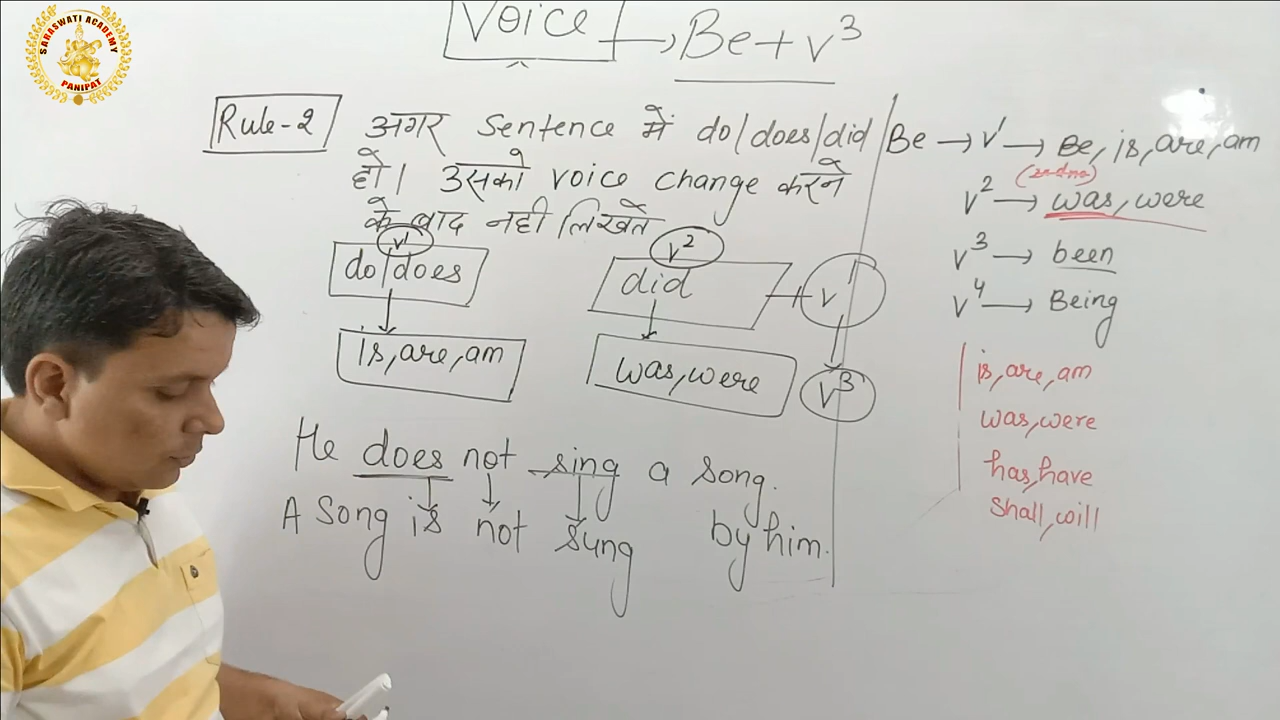 SARASWATI ACADEMY
PANIPAT
Voice → Be + v³
Rule-2 अगर sentence में do/does/did
हो। उसको voice change करने
के बाद नही लिखते
v¹ v²
do/does did + v¹
is, are, am was, were v³
He does not sing a song.
A song is not sung by him.
Be → v¹ → Be, is, are, am
v² → was, were
v³ → been
v⁴ → Being
is, are, am
was, were
has, have
Shall, will